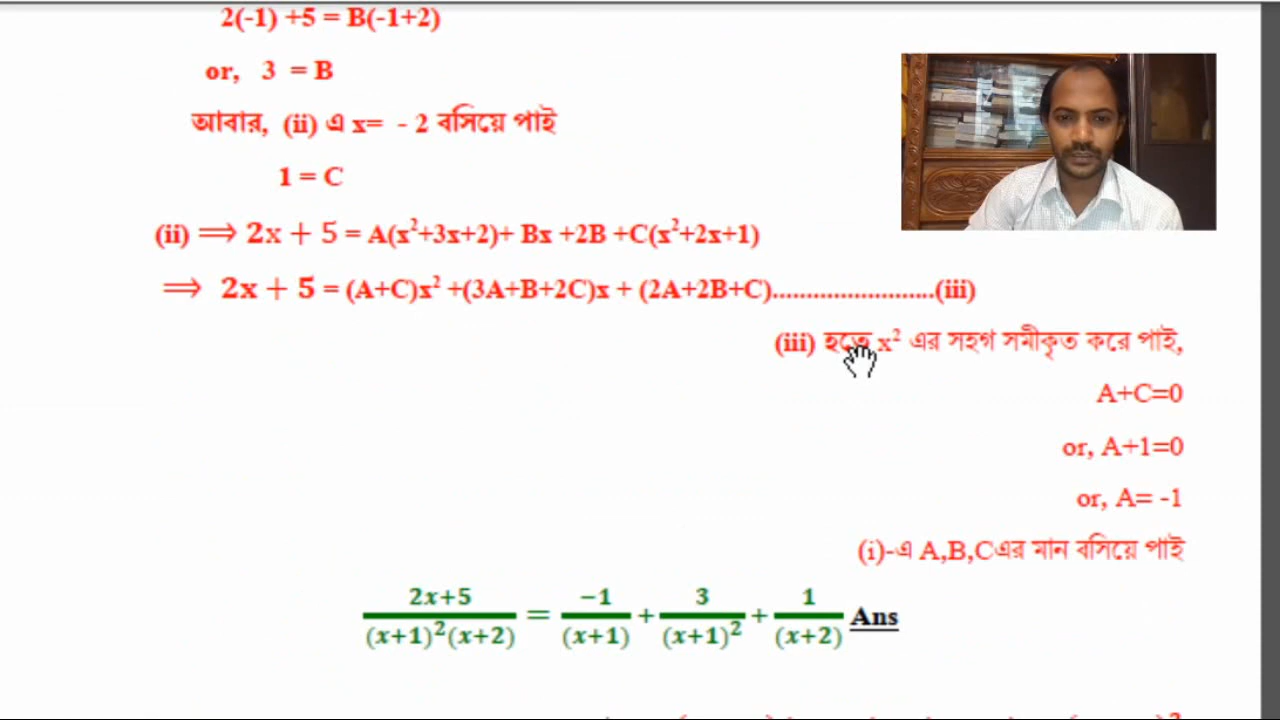 2(-1) +5 = B(-1+2)
or, 3 = B
আবার, (ii) এ x= - 2 বসিয়ে পাই
1 = C
(ii) ⟹ 2x + 5 = A(x²+3x+2)+ Bx +2B +C(x²+2x+1)
⟹ 2x + 5 = (A+C)x² +(3A+B+2C)x + (2A+2B+C)........................(iii)
(iii) হতে x² এর সহগ সমীকৃত করে পাই,
A+C=0
or, A+1=0
or, A= -1
(i)-এ A,B,Cএর মান বসিয়ে পাই
2x+5/(x+1)²(x+2) = −1/(x+1) + 3/(x+1)² + 1/(x+2) Ans